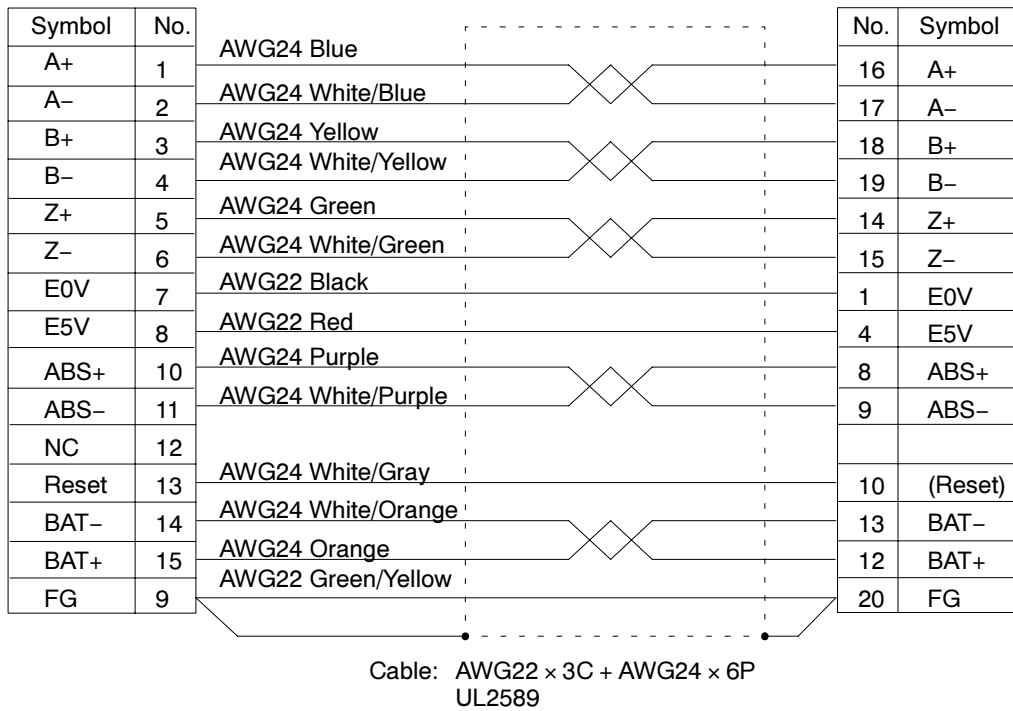 Symbol No. No. Symbol
AWG24 Blue
A+ 1 16 A+
AWG24 White/Blue
A− 2 17 A−
AWG24 Yellow
B+ 3 18 B+
AWG24 White/Yellow
B− 4 19 B−
AWG24 Green
Z+ 5 14 Z+
AWG24 White/Green
Z− 6 15 Z−
AWG22 Black
E0V 7 1 E0V
AWG22 Red
E5V 8 4 E5V
AWG24 Purple
ABS+ 10 8 ABS+
AWG24 White/Purple
ABS− 11 9 ABS−
NC 12
AWG24 White/Gray
Reset 13 10 (Reset)
AWG24 White/Orange
BAT− 14 13 BAT−
AWG24 Orange
BAT+ 15 12 BAT+
AWG22 Green/Yellow
FG 9 20 FG
Cable: AWG22 × 3C + AWG24 × 6P
UL2589